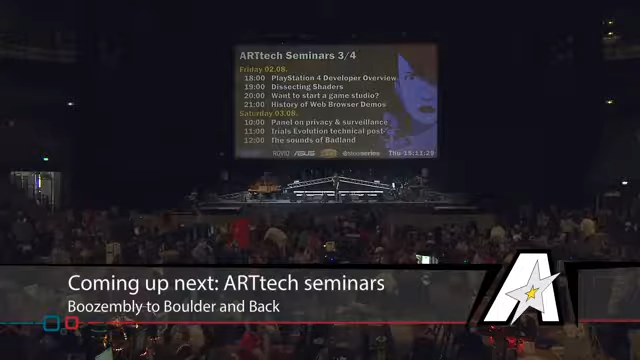 ARTtech Seminars 3/4
Friday 02.08.
18:00 PlayStation 4 Developer Overview
19:00 Dissecting Shaders
20:00 Want to start a game studio?
21:00 History of Web Browser Demos
Saturday 03.08.
10:00 Panel on privacy & surveillance
11:00 Trials Evolution technical post-
12:00 The sounds of Badland
ROVIO ASUS Thu 15:11:29
Coming up next: ARTtech seminars
Boozembly to Boulder and Back
A